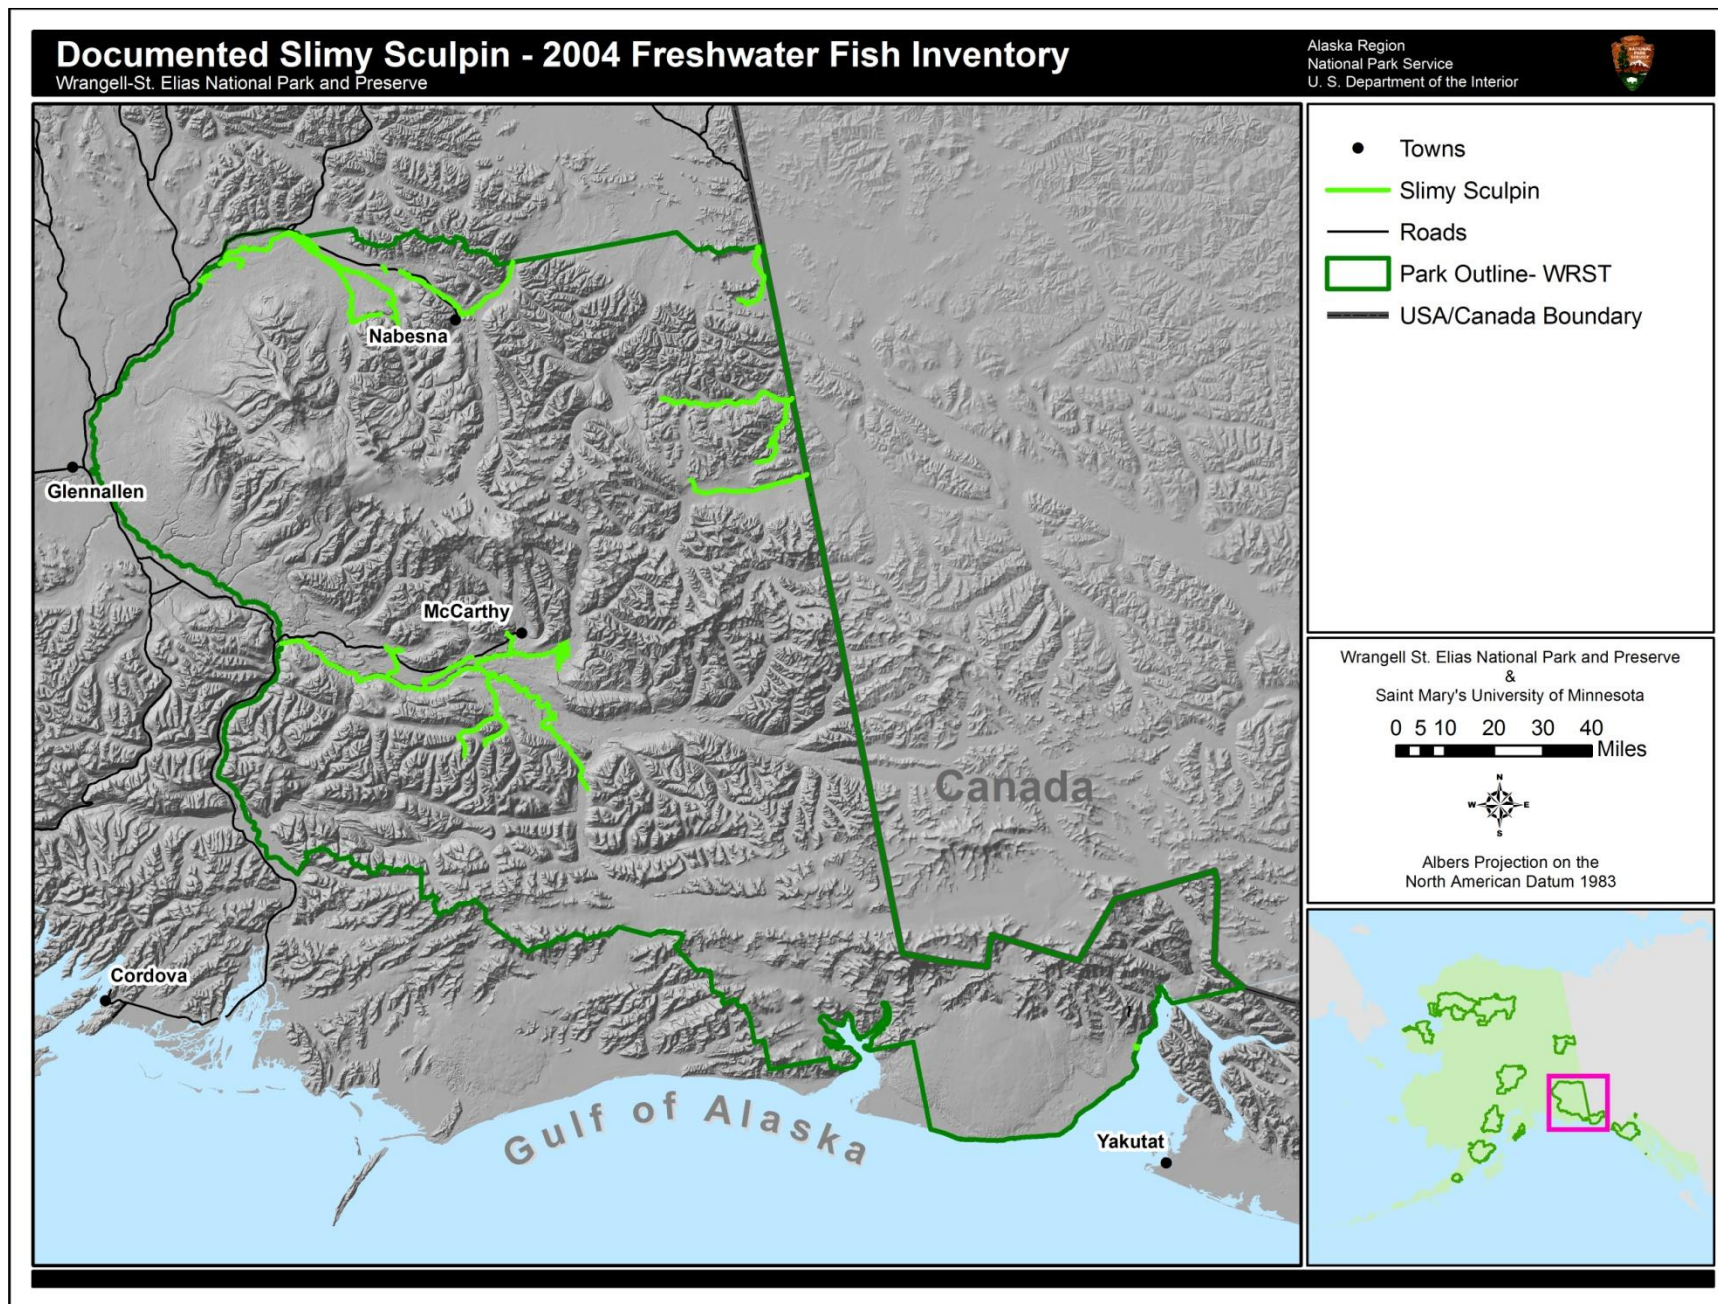 Documented Slimy Sculpin - 2004 Freshwater Fish Inventory
Wrangell-St. Elias National Park and Preserve
Alaska Region
National Park Service
U. S. Department of the Interior
NATIONAL
PARK
SERVICE
Towns
Slimy Sculpin
Roads
Park Outline- WRST
USA/Canada Boundary
Nabesna
Glennallen
McCarthy
Canada
Cordova
Gulf of Alaska
Yakutat
Wrangell St. Elias National Park and Preserve
&
Saint Mary's University of Minnesota
0 5 10 20 30 40
Miles
N
W E
S
Albers Projection on the
North American Datum 1983